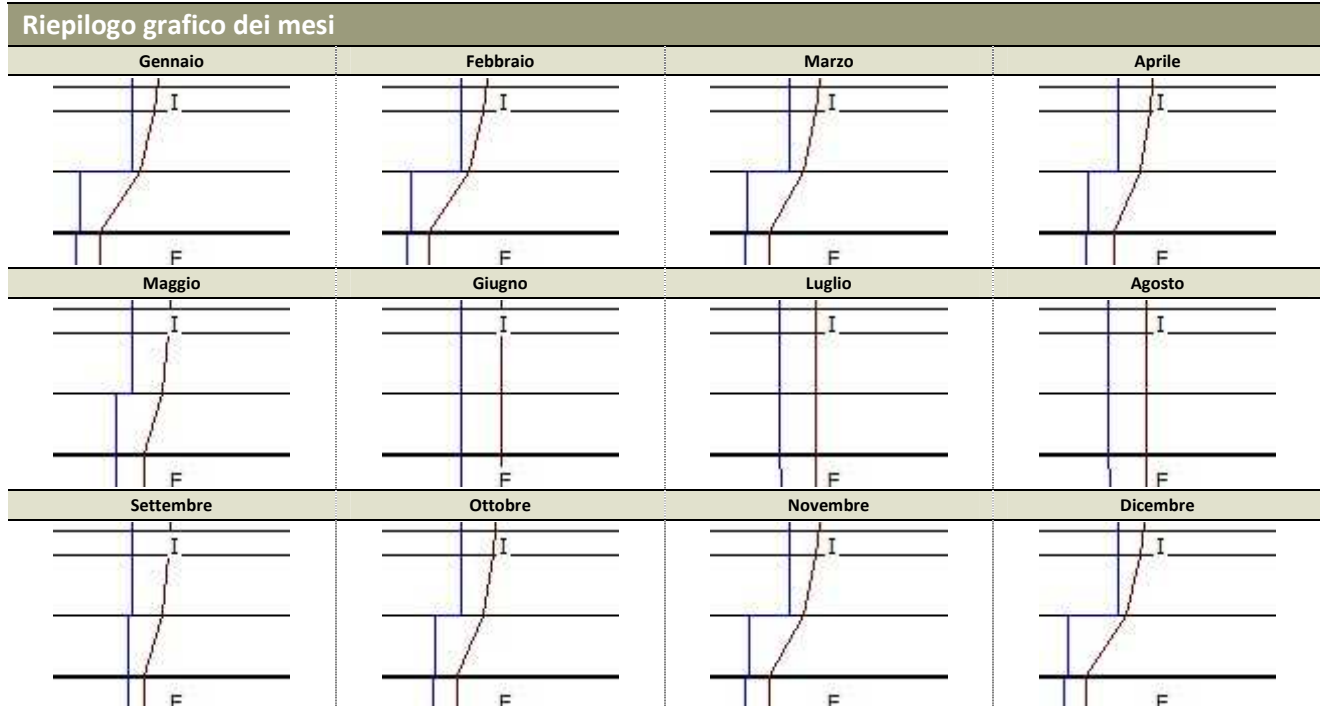 Riepilogo grafico dei mesi
Gennaio Febbraio Marzo Aprile
I I I I
E E E E
Maggio Giugno Luglio Agosto
I I I I
E E E E
Settembre Ottobre Novembre Dicembre
I I I I
E E E E